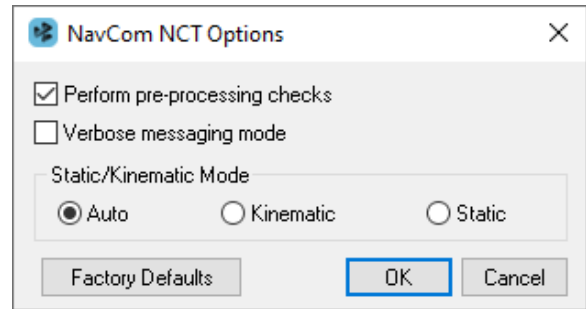 NavCom NCT Options
Perform pre-processing checks
Verbose messaging mode
Static/Kinematic Mode
Auto Kinematic Static
Factory Defaults OK Cancel